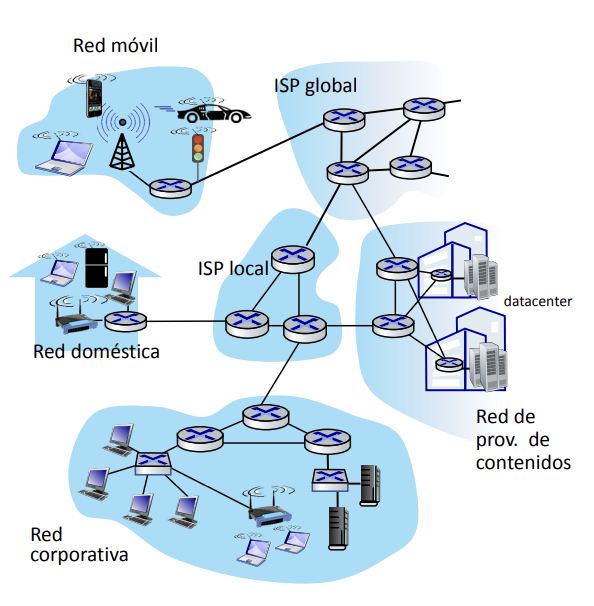 Red móvil
ISP global
ISP local
datacenter
Red doméstica
Red de
prov. de
contenidos
Red
corporativa